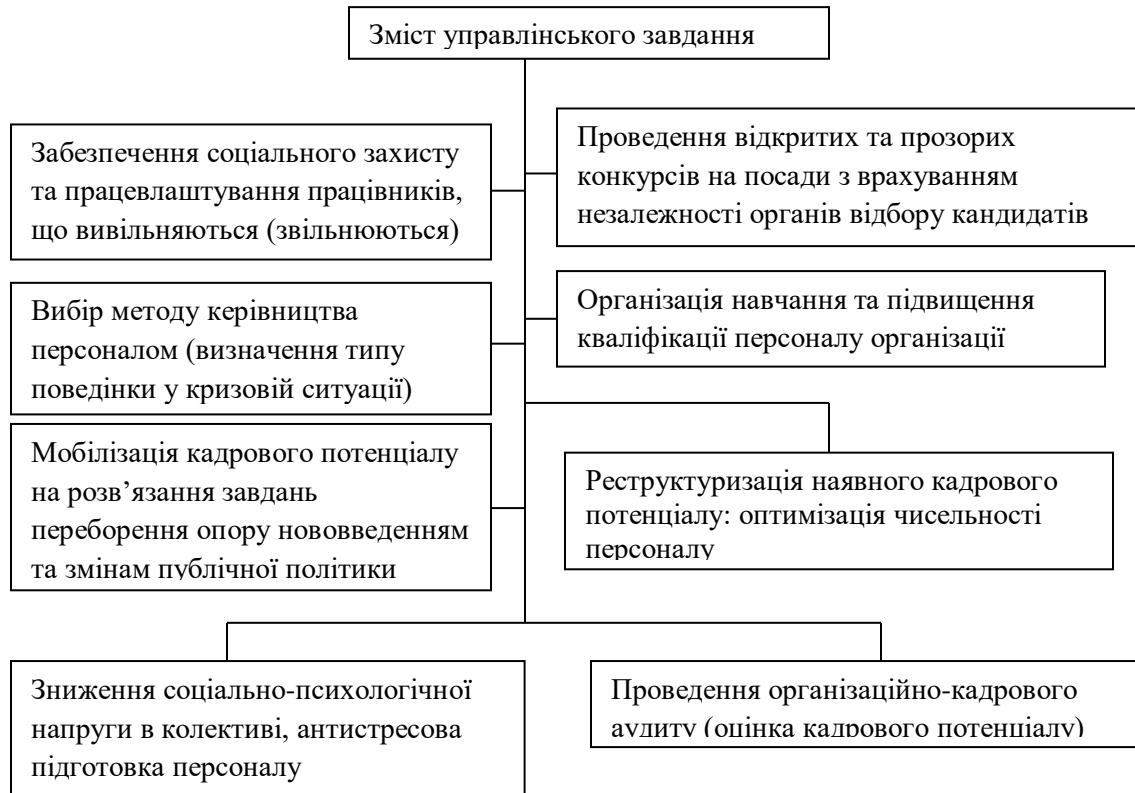 Зміст управлінського завдання
Забезпечення соціального захисту
та працевлаштування працівників,
що вивільняються (звільнюються)
Проведення відкритих та прозорих
конкурсів на посади з врахуванням
незалежності органів відбору кандидатів
Вибір методу керівництва
персоналом (визначення типу
поведінки у кризовій ситуації)
Організація навчання та підвищення
кваліфікації персоналу організації
Мобілізація кадрового потенціалу
на розв’язання завдань
переборення опору нововведенням
та змінам публічної політики
Реструктуризація наявного кадрового
потенціалу: оптимізація чисельності
персоналу
Зниження соціально-психологічної
напруги в колективі, антистресова
підготовка персоналу
Проведення організаційно-кадрового
аудиту (оцінка кадрового потенціалу)